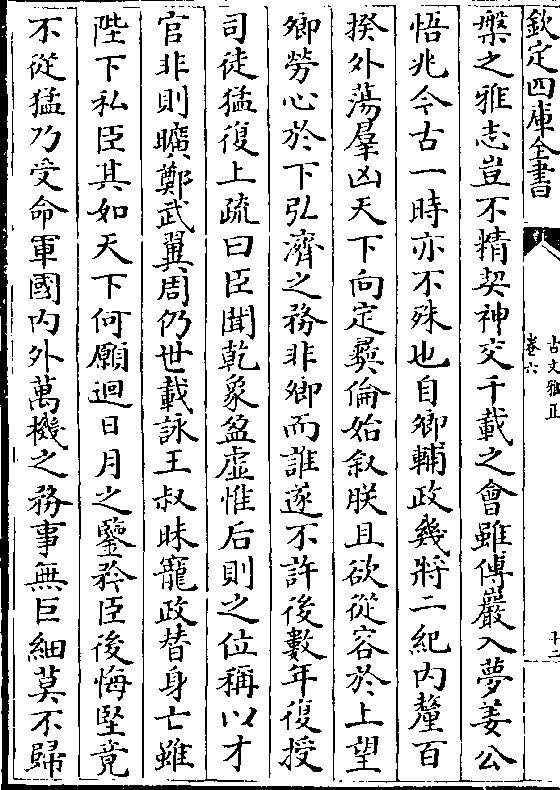 欽定四庫全書
古文雅正
卷六
十二
槃之雅志豈不精契神交千載之會雖傅巖入夢姜公
悟兆今古一時亦不殊也自卿輔政幾將二紀内釐百
揆外蕩羣凶天下向定彛倫始叙朕且欲從容於上望
卿勞心於下弘濟之務非卿而誰遂不許後數年復授
司徒猛復上疏曰臣聞乾象盈虛惟后則之位稱以才
官非則曠鄭武翼周仍世載詠王叔昧寵政替身亡雖
陛下私臣其如天下何願迴日月之鑒矜臣後悔堅竟
不從猛乃受命軍國内外萬機之務事無巨細莫不歸